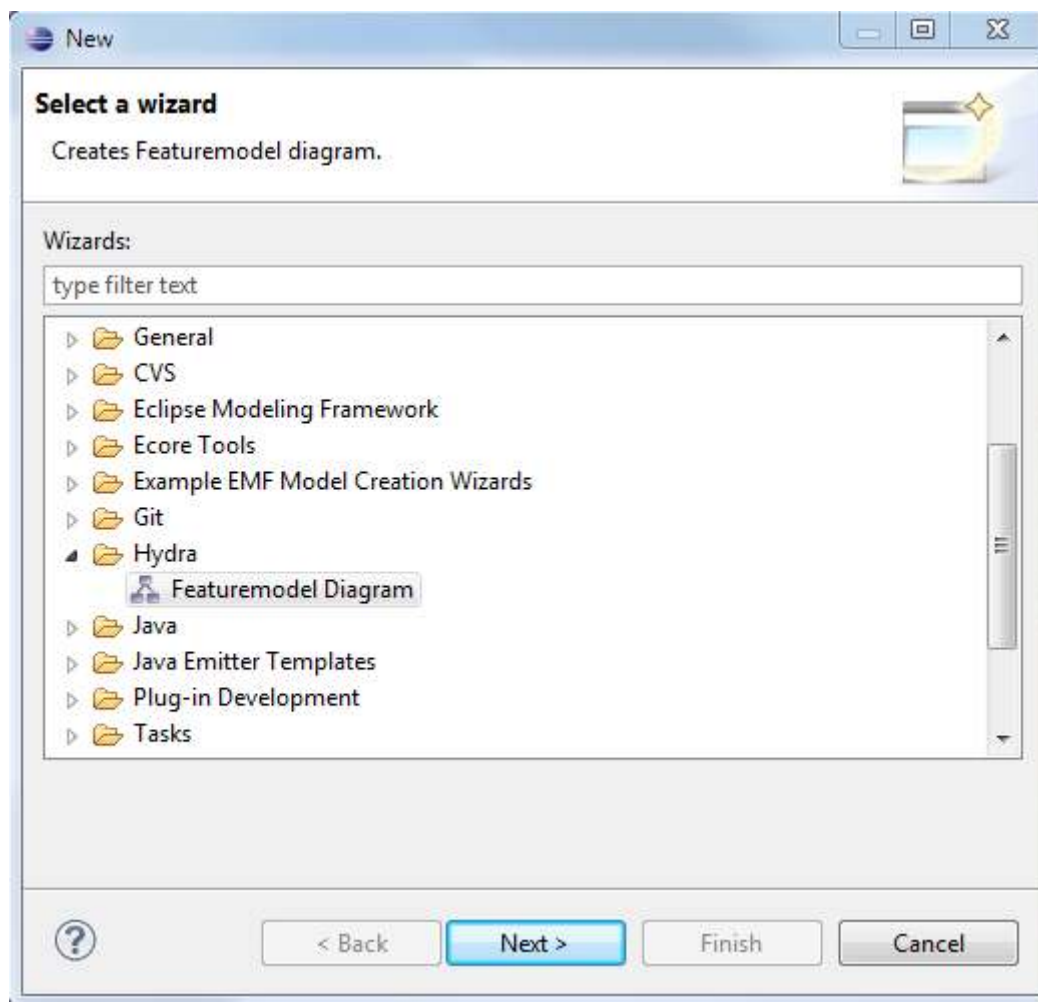 New
Select a wizard
Creates Featuremodel diagram.
Wizards:
type filter text
General
CVS
Eclipse Modeling Framework
Ecore Tools
Example EMF Model Creation Wizards
Git
Hydra
Featuremodel Diagram
Java
Java Emitter Templates
Plug-in Development
Tasks
? < Back Next > Finish Cancel